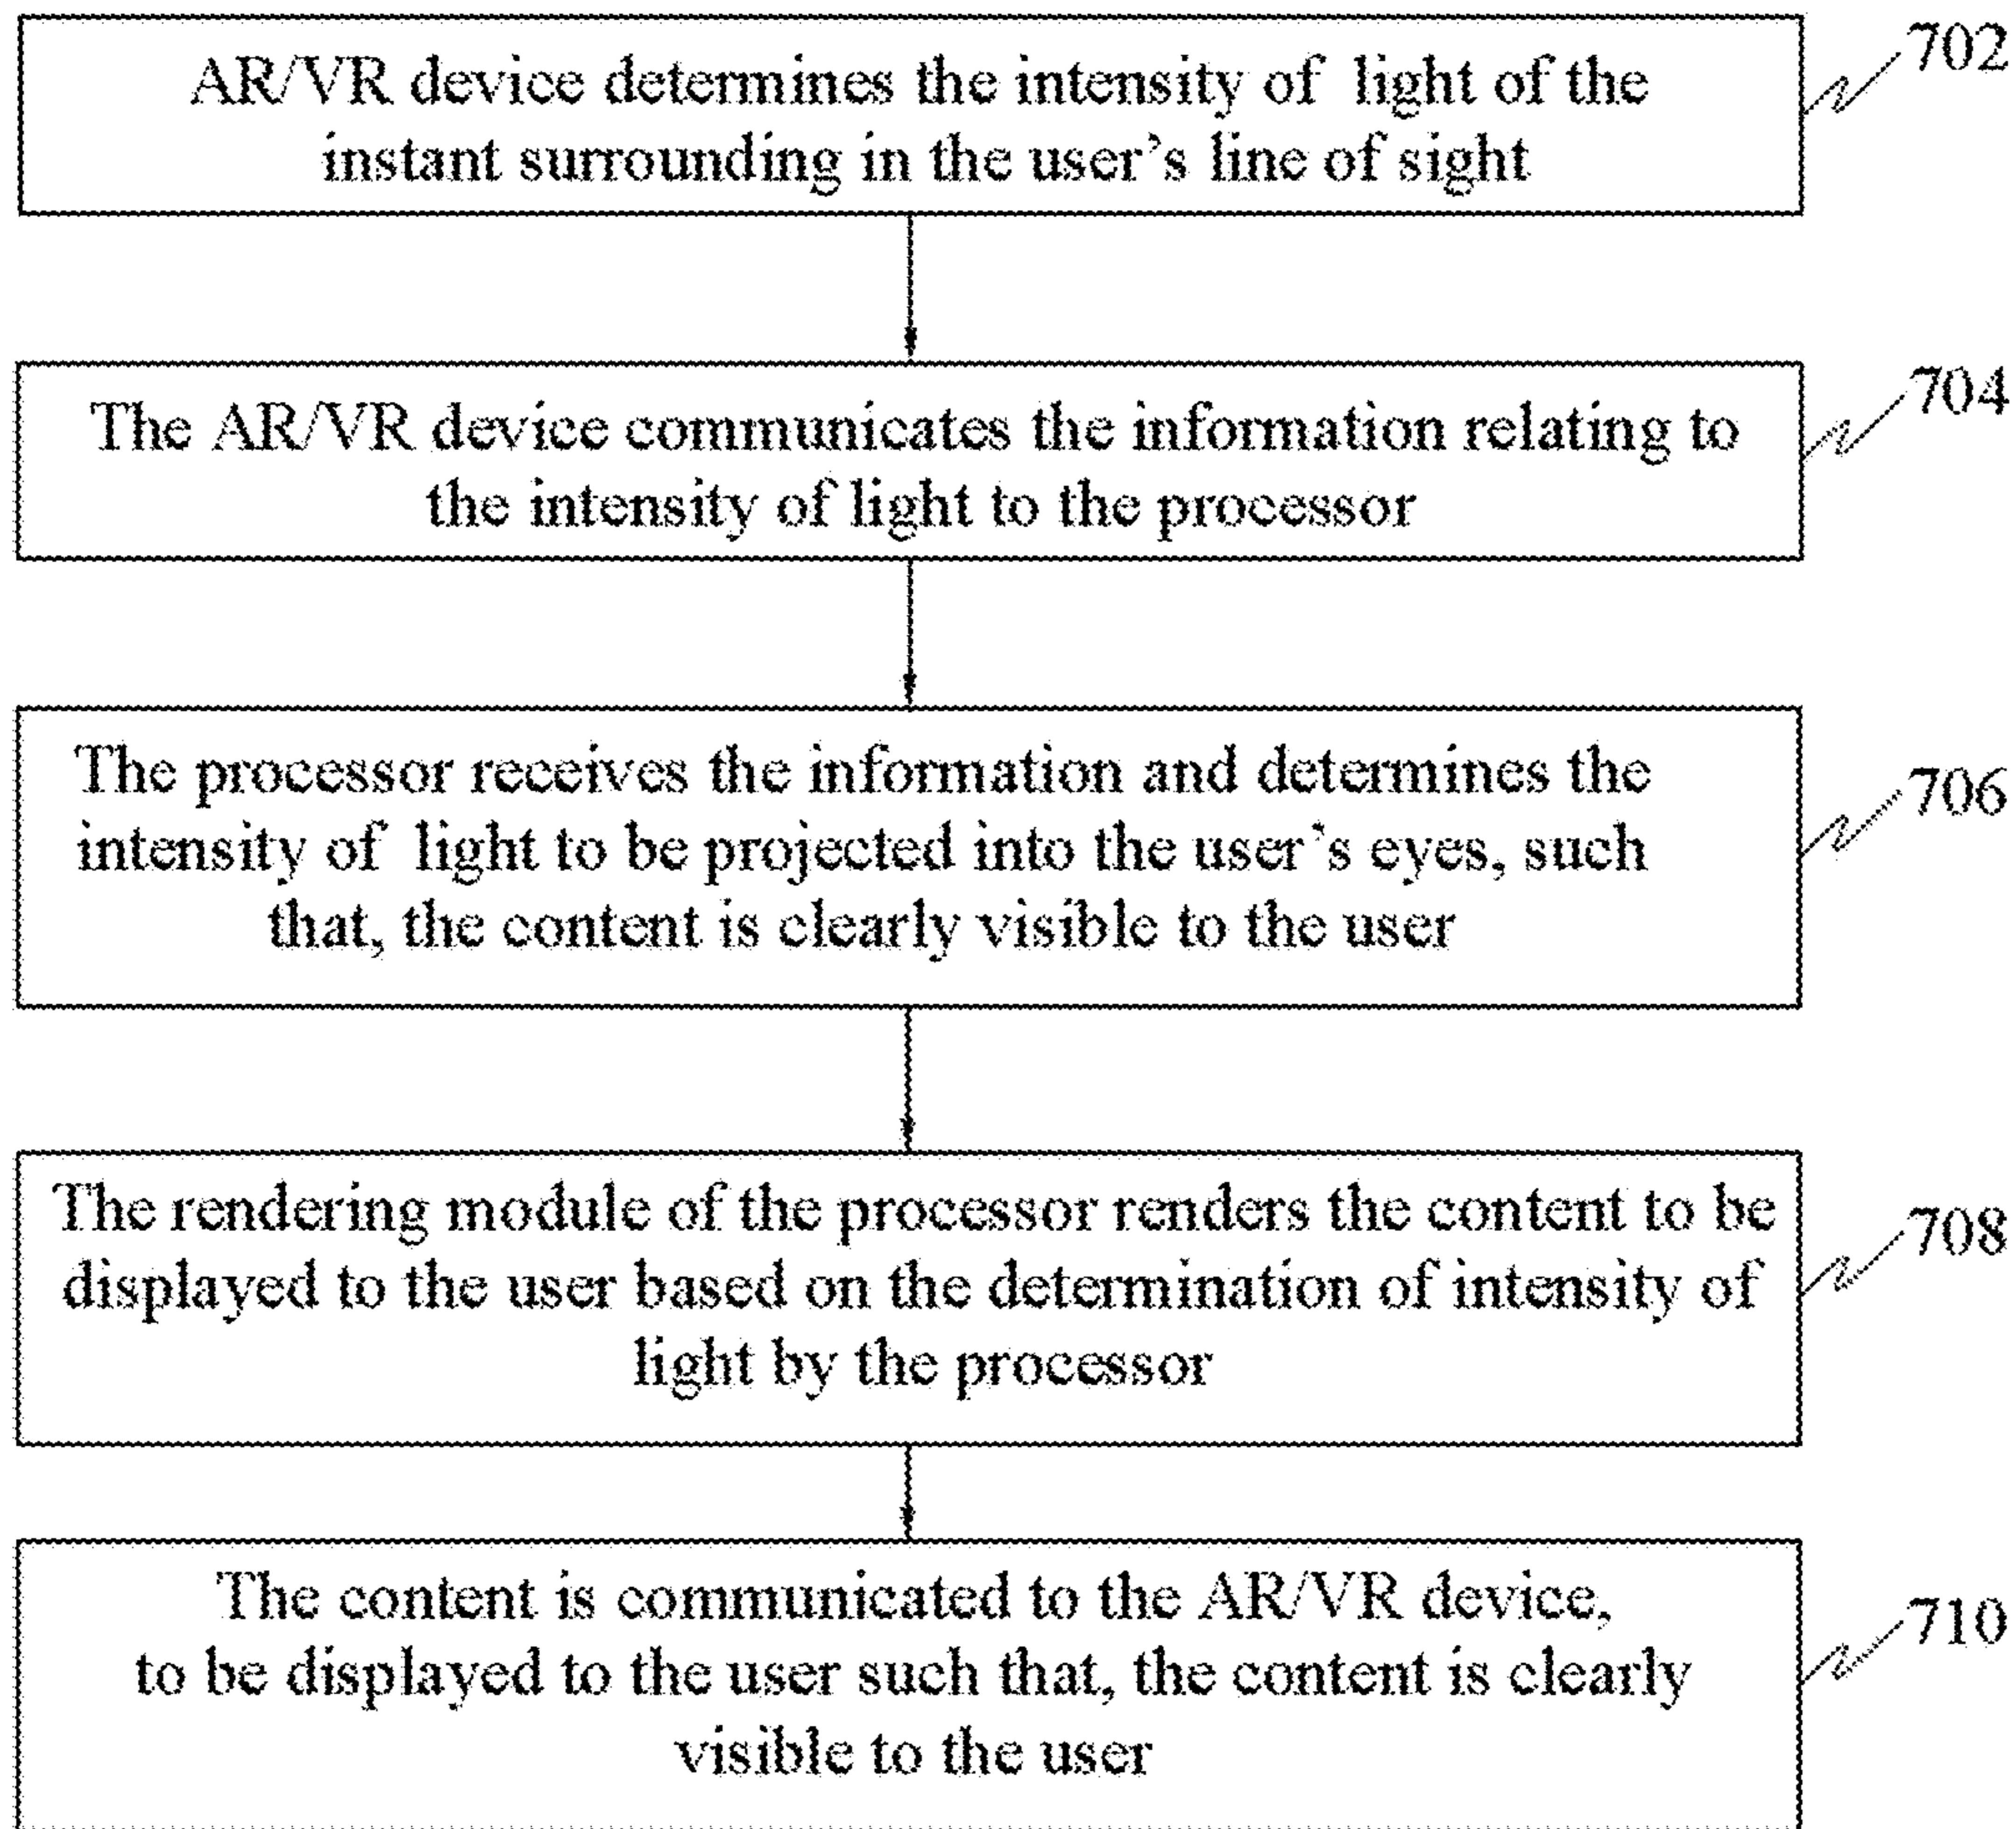 AR/VR device determines the intensity of light of the
instant surrounding in the user's line of sight
702
The AR/VR device communicates the information relating to
the intensity of light to the processor
704
The processor receives the information and determines the
intensity of light to be projected into the user's eyes, such
that, the content is clearly visible to the user
706
The rendering module of the processor renders the content to be
displayed to the user based on the determination of intensity of
light by the processor
708
The content is communicated to the AR/VR device,
to be displayed to the user such that, the content is clearly
visible to the user
710